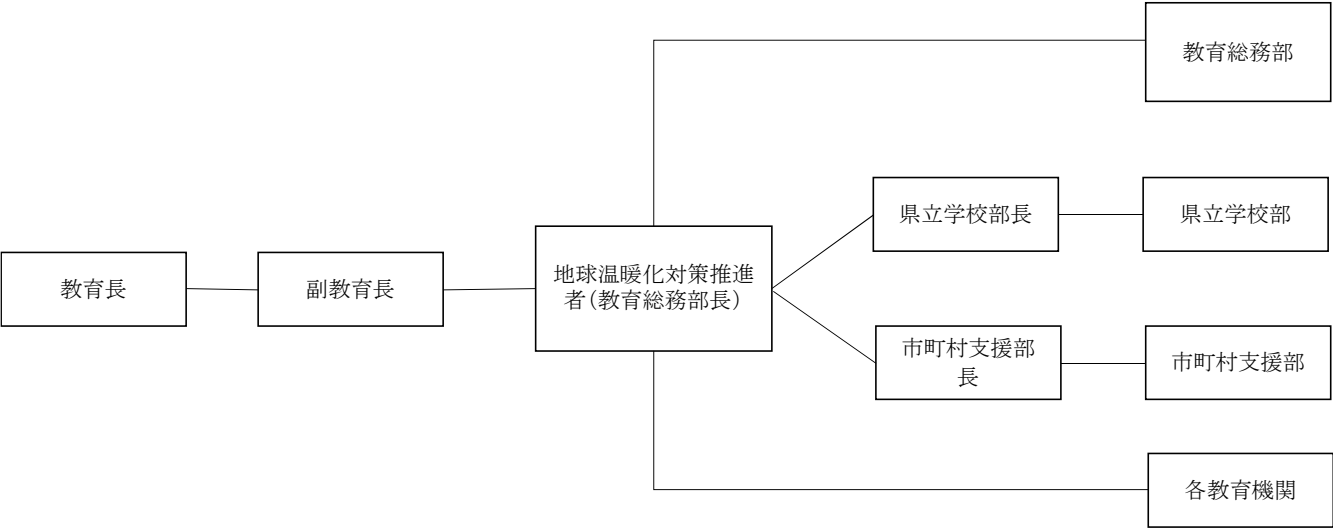 教育総務部
県立学校部長
県立学校部
教育長
副教育長
地球温暖化対策推進
者(教育総務部長)
市町村支援部
長
市町村支援部
各教育機関